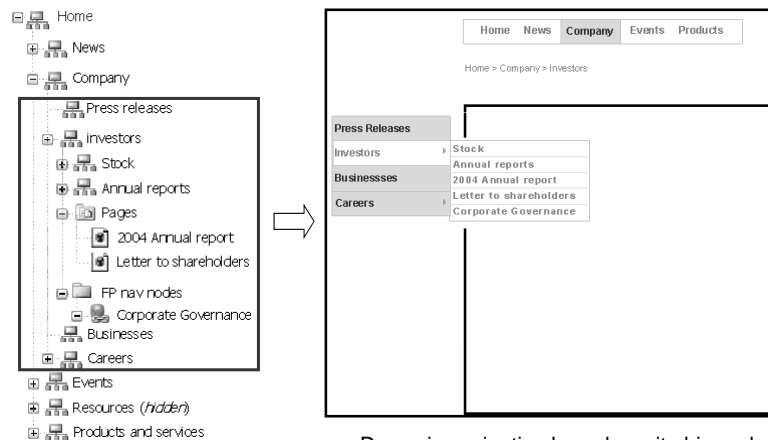 Home
News
Company
Press releases
investors
Stock
Annual reports
Pages
2004 Annual report
Letter to shareholders
FP nav nodes
Corporate Governance
Businesses
Careers
Events
Resources (hidden)
Products and services
Home News Company Events Products
Home > Company > Investors
Press Releases
Investors
Businessses
Careers
Stock
Annual reports
2004 Annual report
Letter to shareholders
Corporate Governance